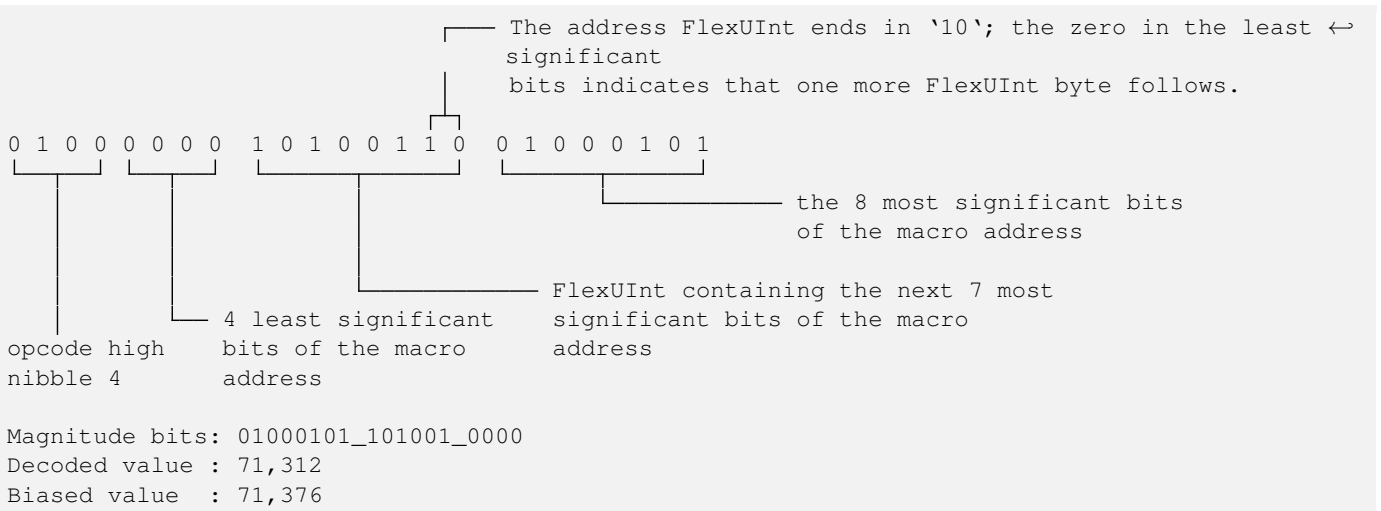 The address FlexUInt ends in ‘10‘; the zero in the least ↩
significant
bits indicates that one more FlexUInt byte follows.
0 1 0 0 0 0 0 0 1 0 1 0 0 1 1 0 0 1 0 0 0 1 0 1
the 8 most significant bits
of the macro address
FlexUInt containing the next 7 most
4 least significant significant bits of the macro
opcode high bits of the macro address
nibble 4 address
Magnitude bits: 01000101_101001_0000
Decoded value : 71,312
Biased value : 71,376